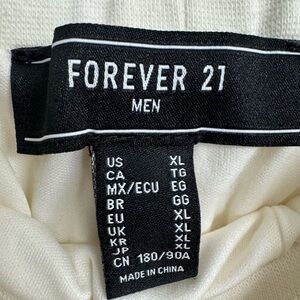 FOREVER 21
MEN
US XL
CA TG
MX/ECU EG
BR GG
EU XL
UK XL
KR XL
JP XL
CN 180/90A
MADE IN CHINA